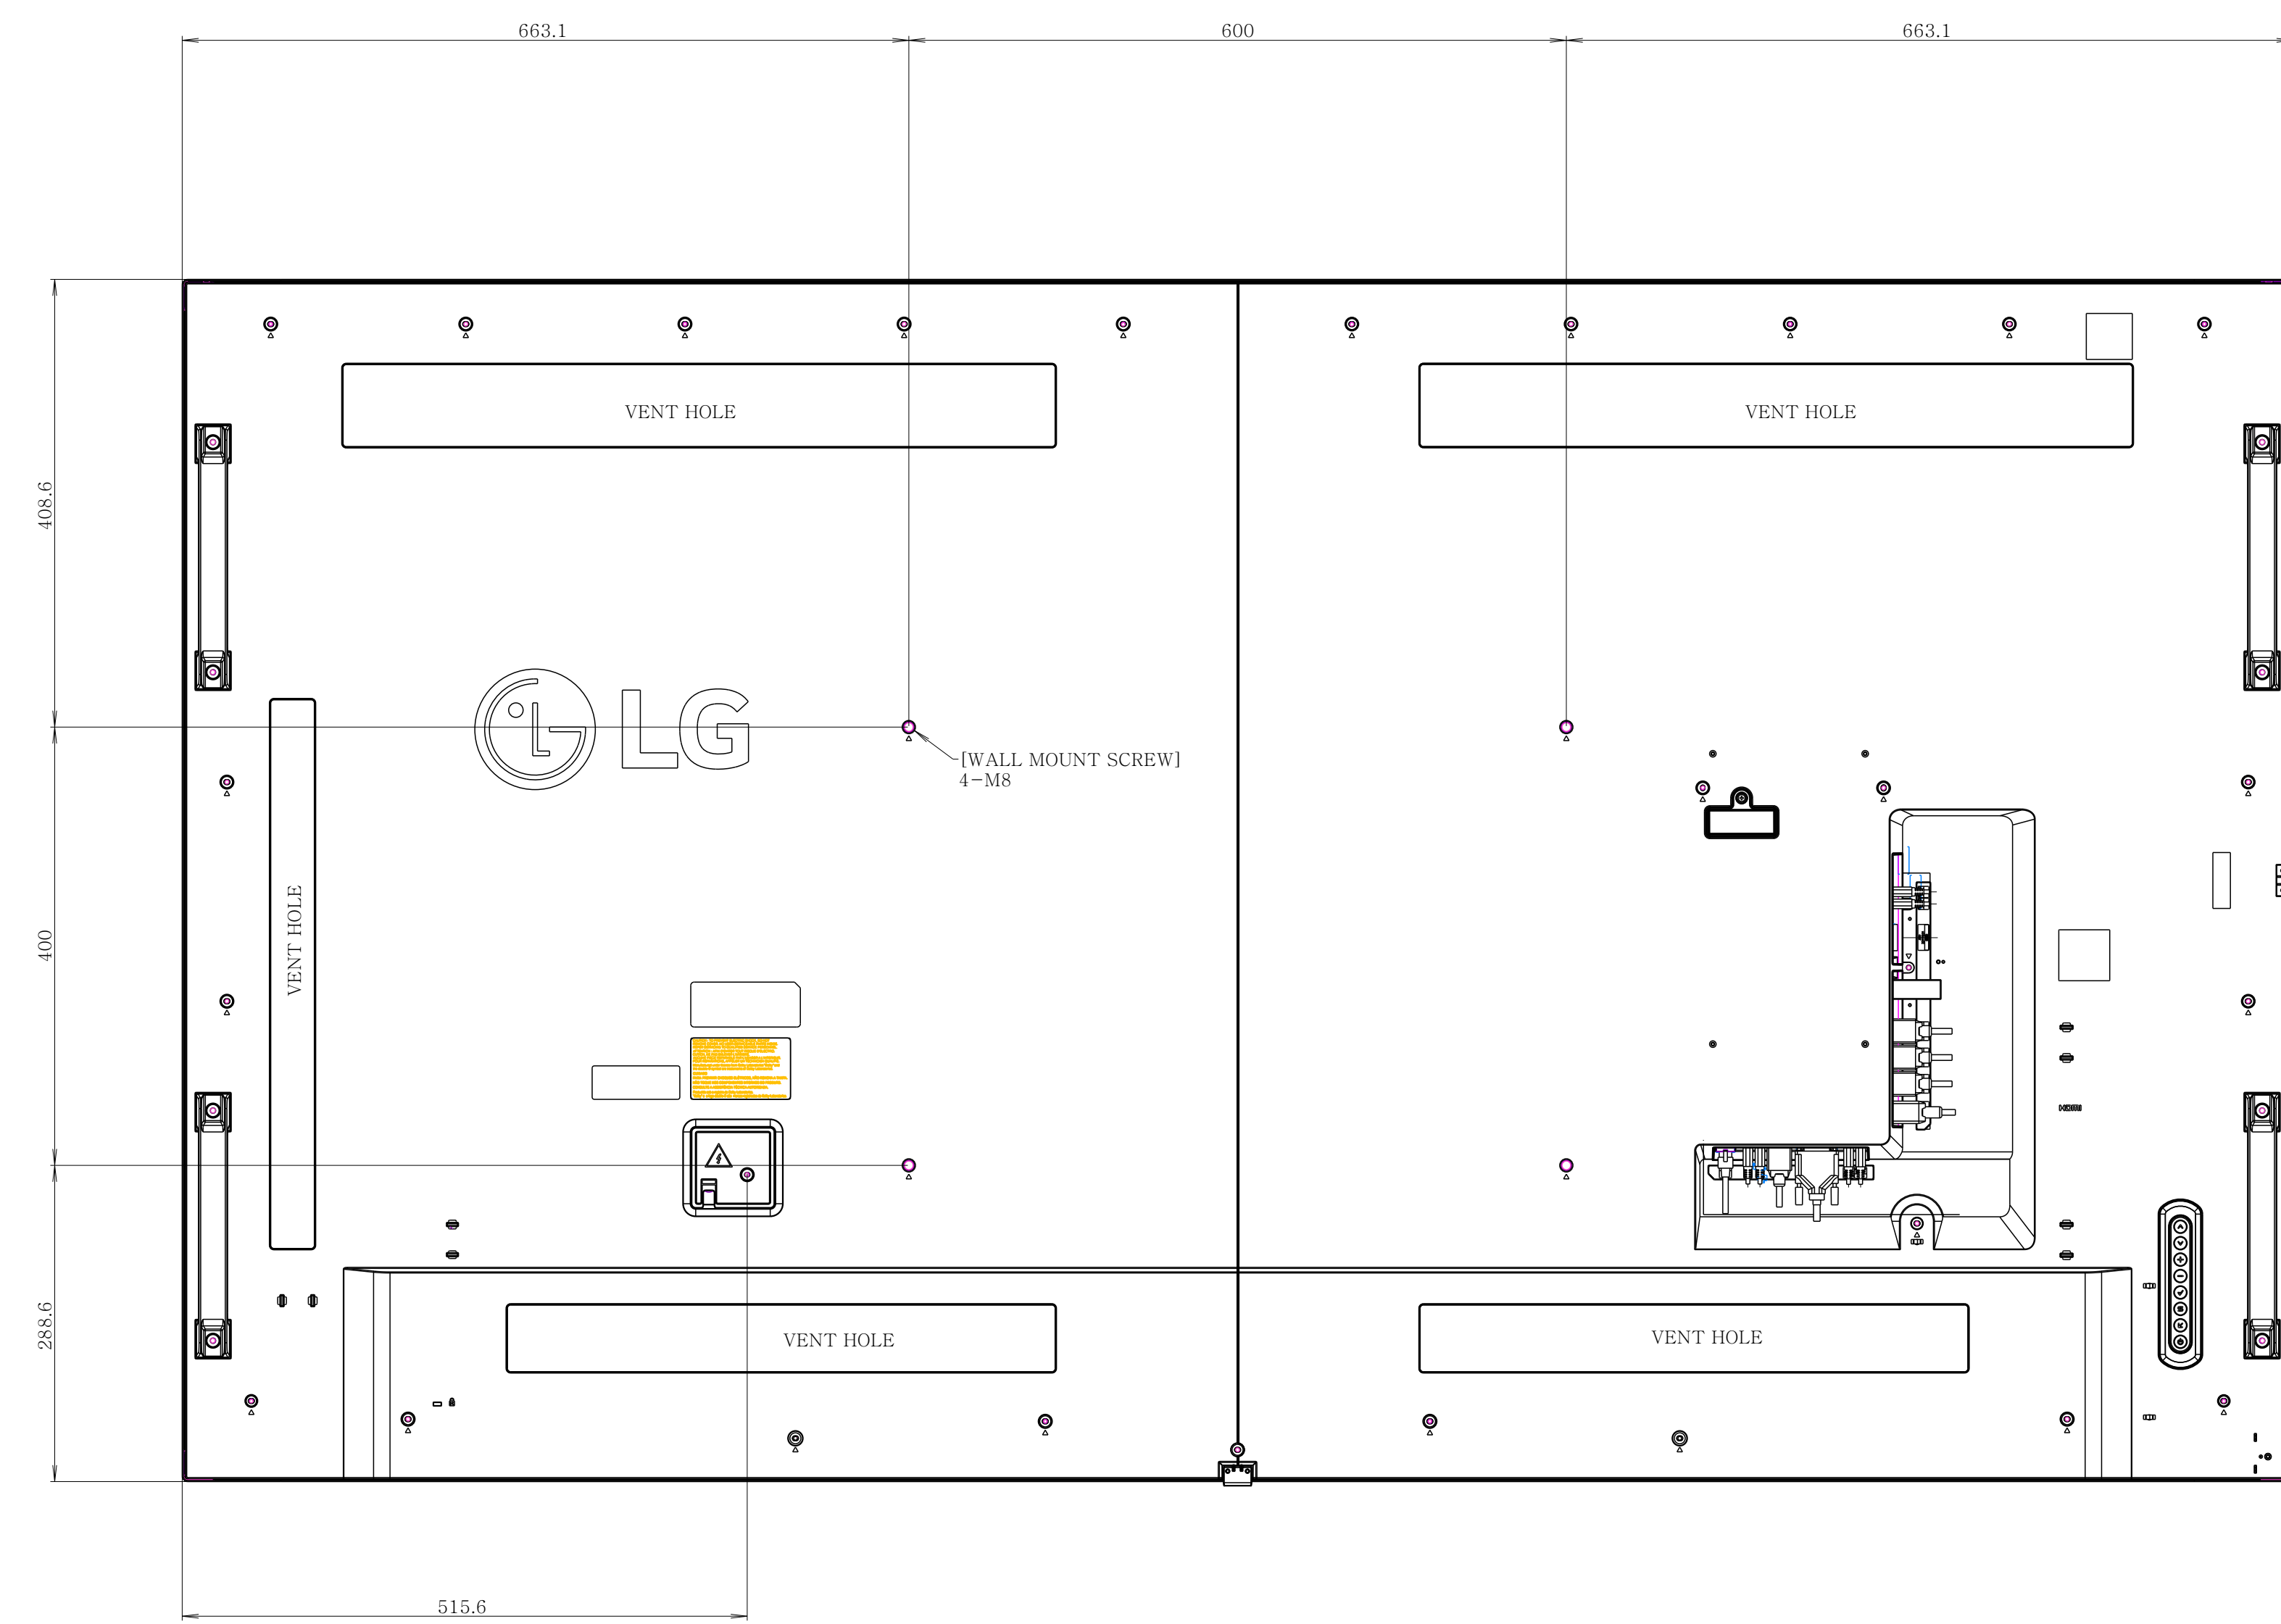 663.1
600
663.1
VENT HOLE
VENT HOLE
408.6
LG
[WALL MOUNT SCREW]
4-M8
VENT HOLE
400
288.6
VENT HOLE
VENT HOLE
515.6